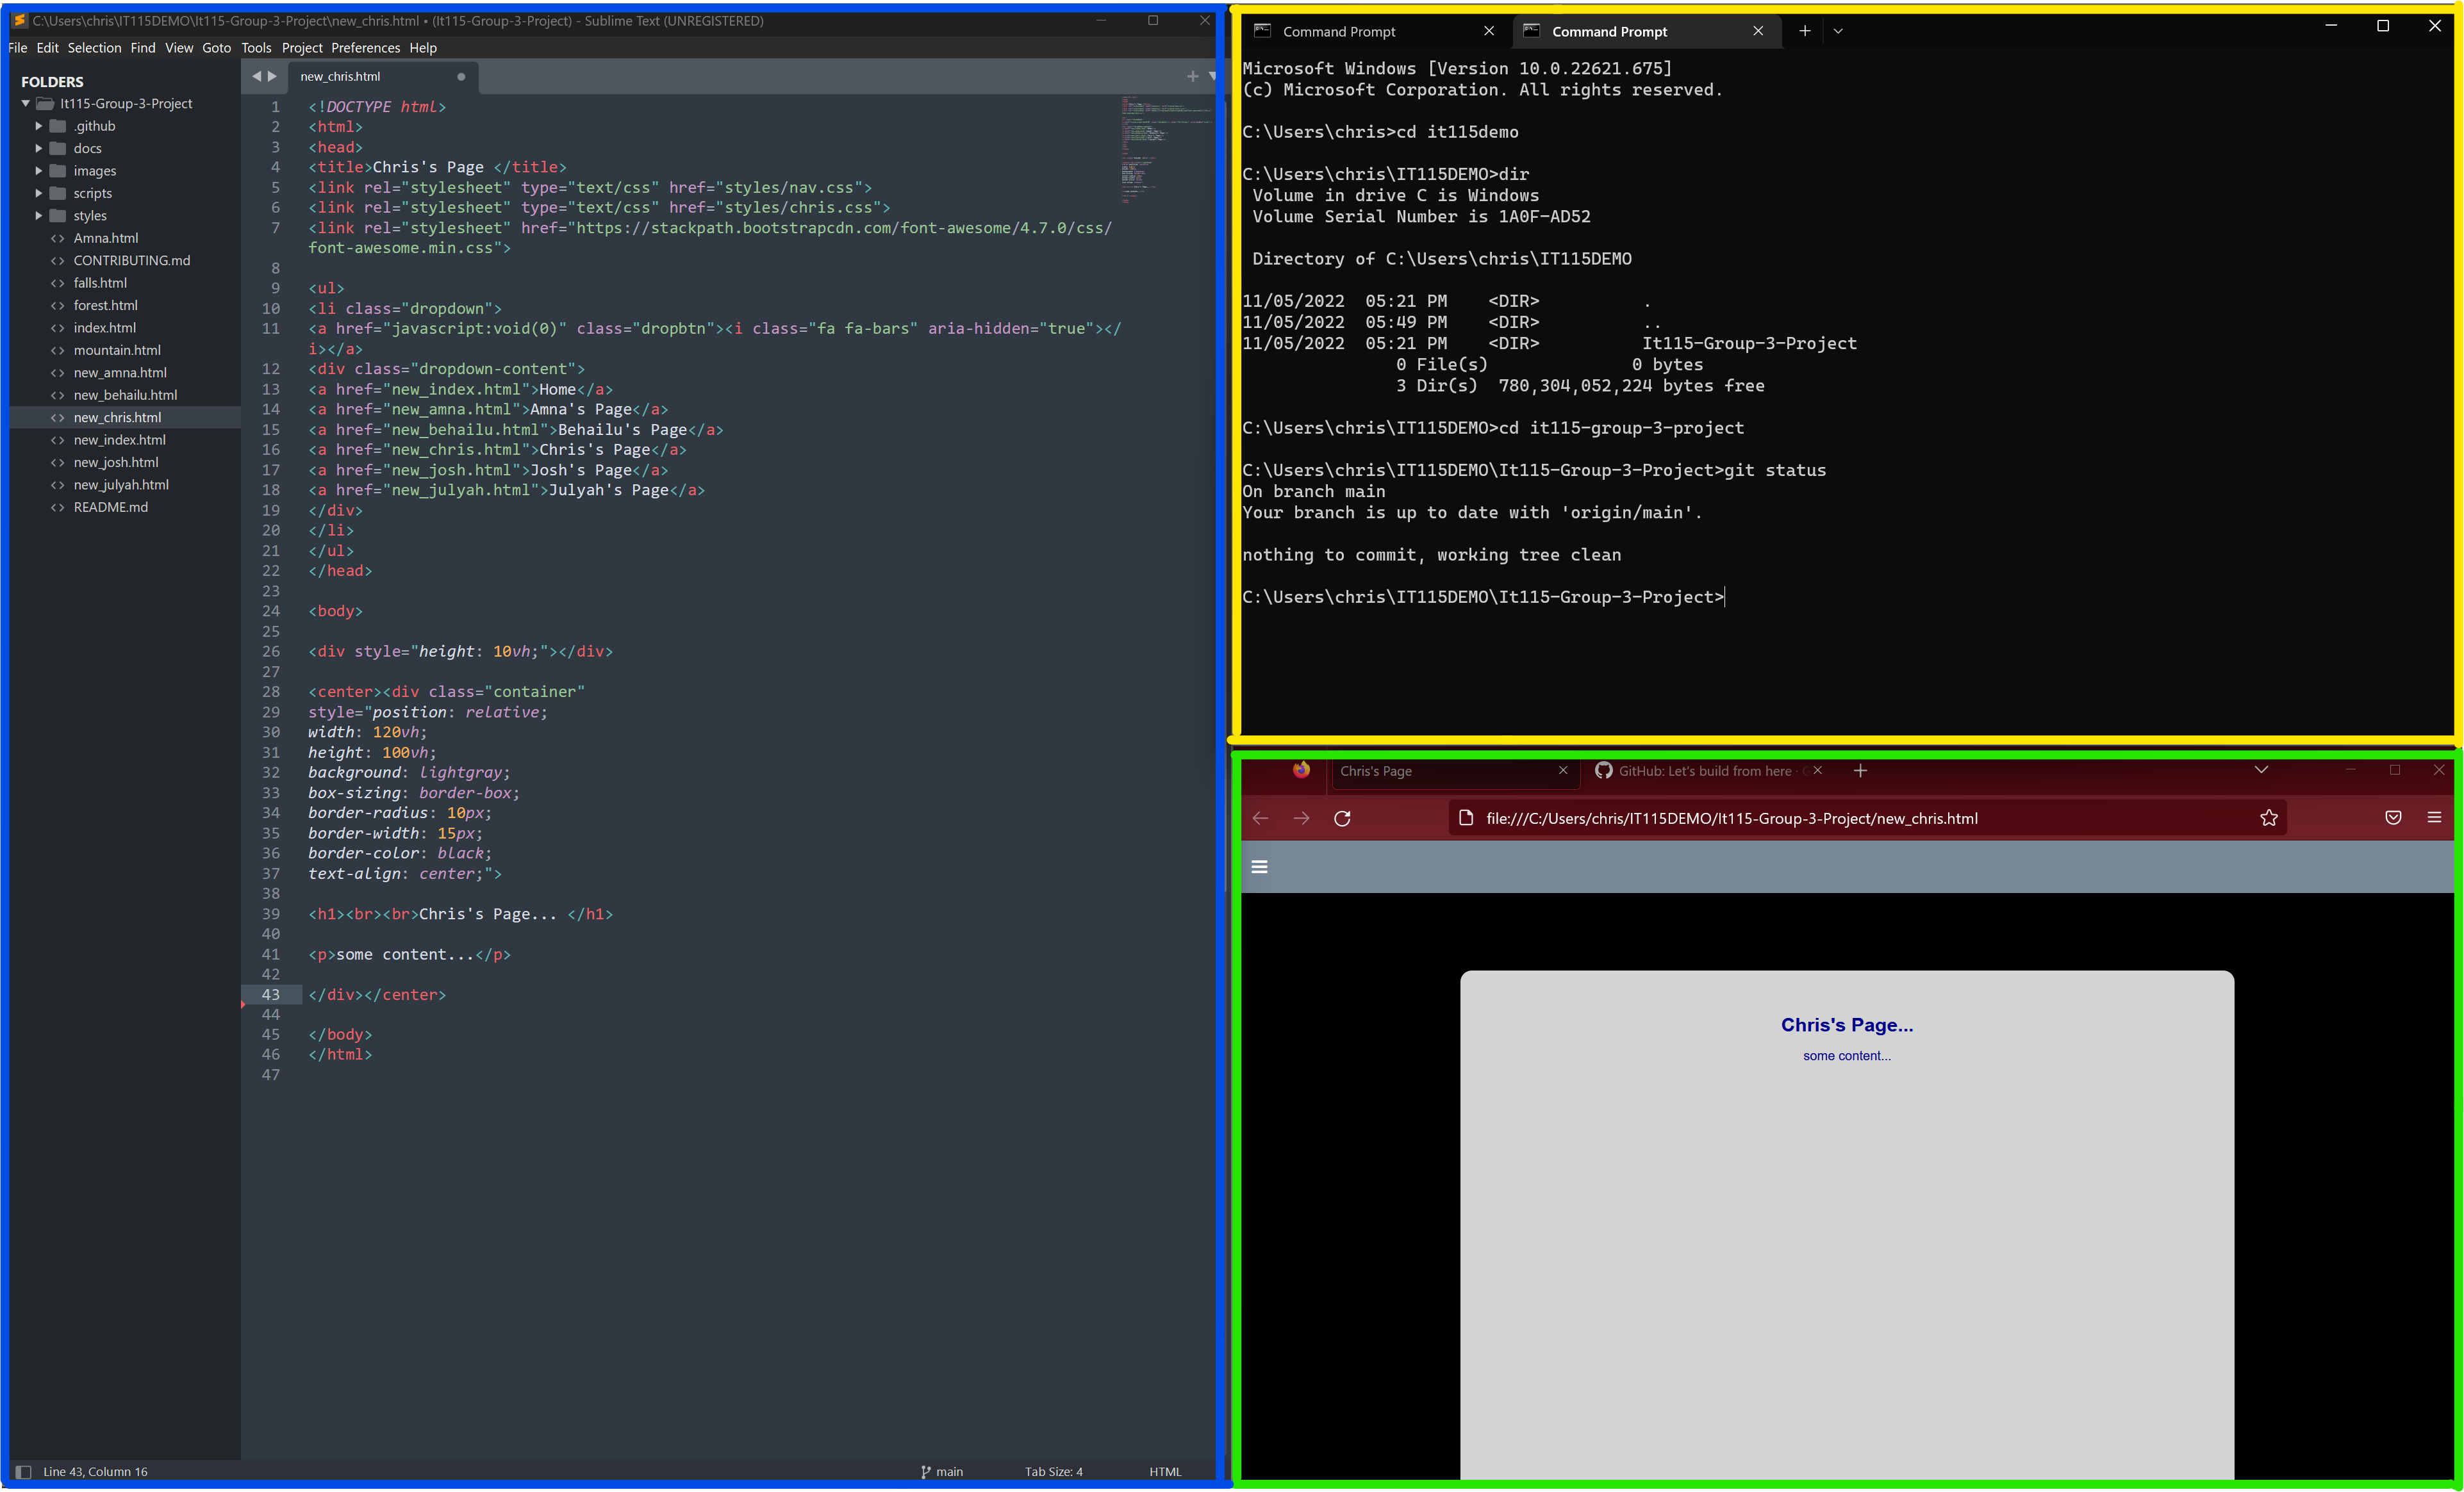 C:\Users\chris\IT115DEMO\It115-Group-3-Project\new_chris.html • (It115-Group-3-Project) - Sublime Text (UNREGISTERED)
File Edit Selection Find View Goto Tools Project Preferences Help
FOLDERS
It115-Group-3-Project
.github
docs
images
scripts
styles
Amna.html
CONTRIBUTING.md
falls.html
forest.html
index.html
mountain.html
new_amna.html
new_behailu.html
new_chris.html
new_index.html
new_josh.html
new_julyah.html
README.md
new_chris.html
1 <!DOCTYPE html>
2 <html>
3 <head>
4 <title>Chris's Page </title>
5 <link rel="stylesheet" type="text/css" href="styles/nav.css">
6 <link rel="stylesheet" type="text/css" href="styles/chris.css">
7 <link rel="stylesheet" href="https://stackpath.bootstrapcdn.com/font-awesome/4.7.0/css/
font-awesome.min.css">
8
9 <ul>
10 <li class="dropdown">
11 <a href="javascript:void(0)" class="dropbtn"><i class="fa fa-bars" aria-hidden="true"></
i></a>
12 <div class="dropdown-content">
13 <a href="new_index.html">Home</a>
14 <a href="new_amna.html">Amna's Page</a>
15 <a href="new_behailu.html">Behailu's Page</a>
16 <a href="new_chris.html">Chris's Page</a>
17 <a href="new_josh.html">Josh's Page</a>
18 <a href="new_julyah.html">Julyah's Page</a>
19 </div>
20 </li>
21 </ul>
22 </head>
23
24 <body>
25
26 <div style="height: 10vh;"></div>
27
28 <center><div class="container"
29 style="position: relative;
30 width: 120vh;
31 height: 100vh;
32 background: lightgray;
33 box-sizing: border-box;
34 border-radius: 10px;
35 border-width: 15px;
36 border-color: black;
37 text-align: center;">
38
39 <h1><br><br>Chris's Page... </h1>
40
41 <p>some content...</p>
42
43 </div></center>
44
45 </body>
46 </html>
47
Line 43, Column 16 main Tab Size: 4 HTML
Command Prompt Command Prompt
Microsoft Windows [Version 10.0.22621.675]
(c) Microsoft Corporation. All rights reserved.
C:\Users\chris>cd it115demo
C:\Users\chris\IT115DEMO>dir
Volume in drive C is Windows
Volume Serial Number is 1A0F-AD52
Directory of C:\Users\chris\IT115DEMO
11/05/2022 05:21 PM <DIR> .
11/05/2022 05:49 PM <DIR> ..
11/05/2022 05:21 PM <DIR> It115-Group-3-Project
0 File(s) 0 bytes
3 Dir(s) 780,304,052,224 bytes free
C:\Users\chris\IT115DEMO>cd it115-group-3-project
C:\Users\chris\IT115DEMO\It115-Group-3-Project>git status
On branch main
Your branch is up to date with 'origin/main'.
nothing to commit, working tree clean
C:\Users\chris\IT115DEMO\It115-Group-3-Project>
Chris's Page GitHub: Let's build from here ·
file:///C:/Users/chris/IT115DEMO/It115-Group-3-Project/new_chris.html
Chris's Page...
some content...